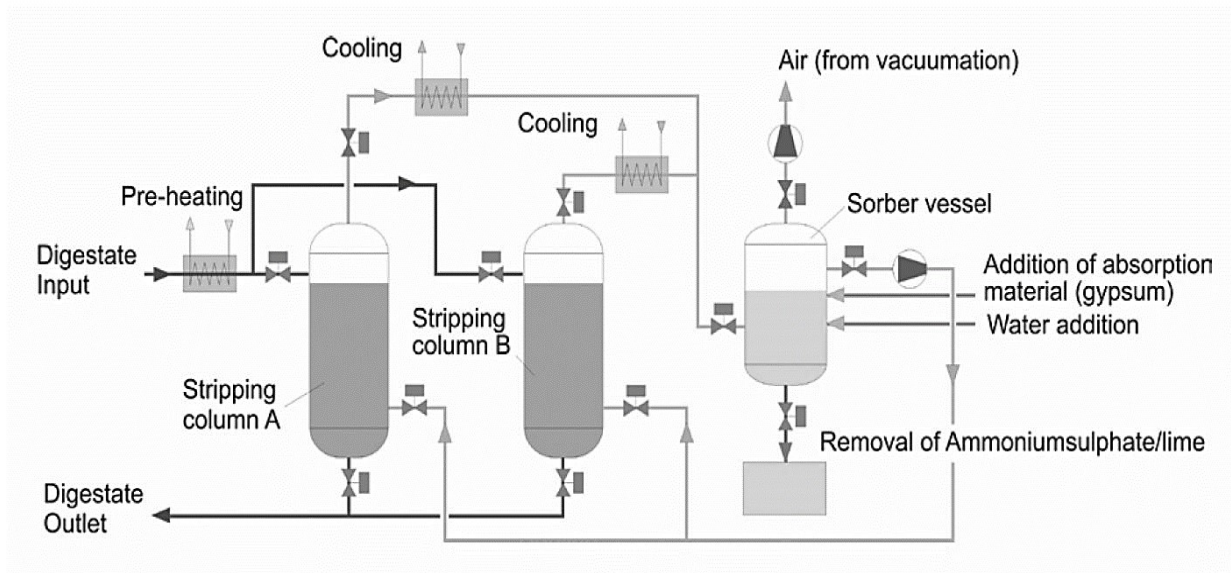 Cooling
Air (from vacuumation)
Cooling
Pre-heating
Sorber vessel
Digestate
Input
Addition of absorption
material (gypsum)
Stripping
column B
Water addition
Stripping
column A
Removal of Ammoniumsulphate/lime
Digestate
Outlet